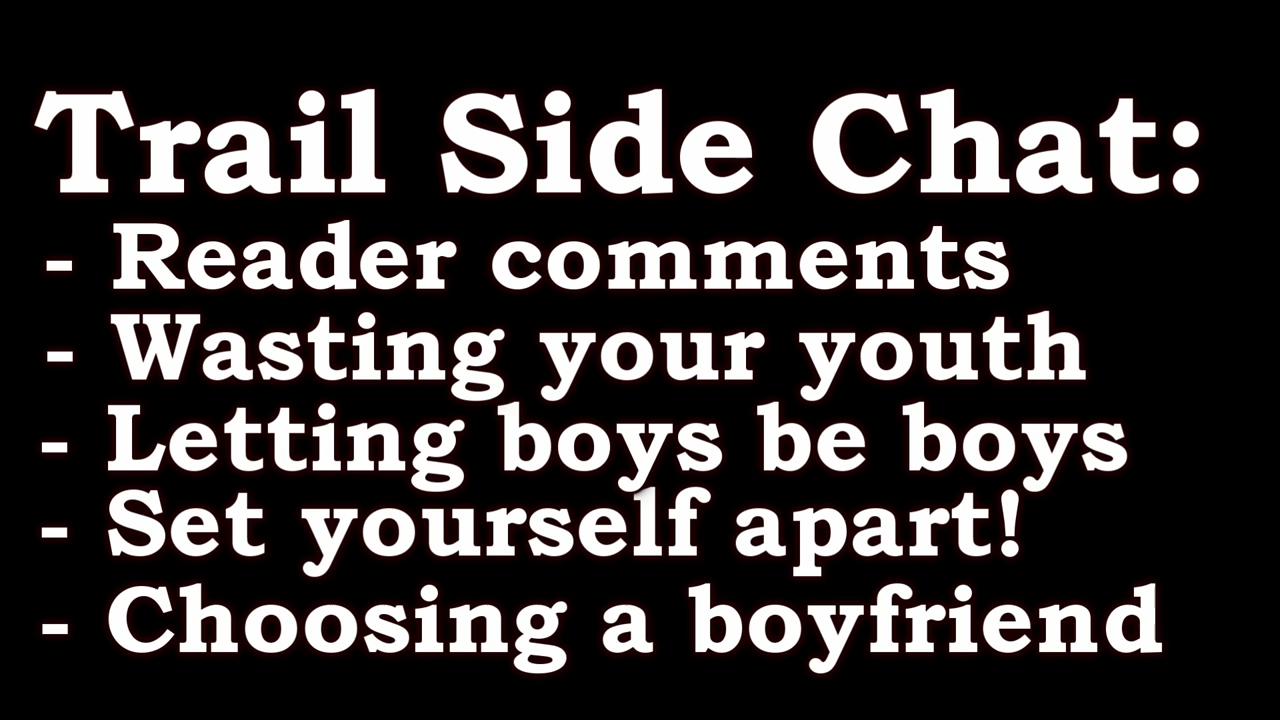 Trail Side Chat:
- Reader comments
- Wasting your youth
- Letting boys be boys
- Set yourself apart!
- Choosing a boyfriend